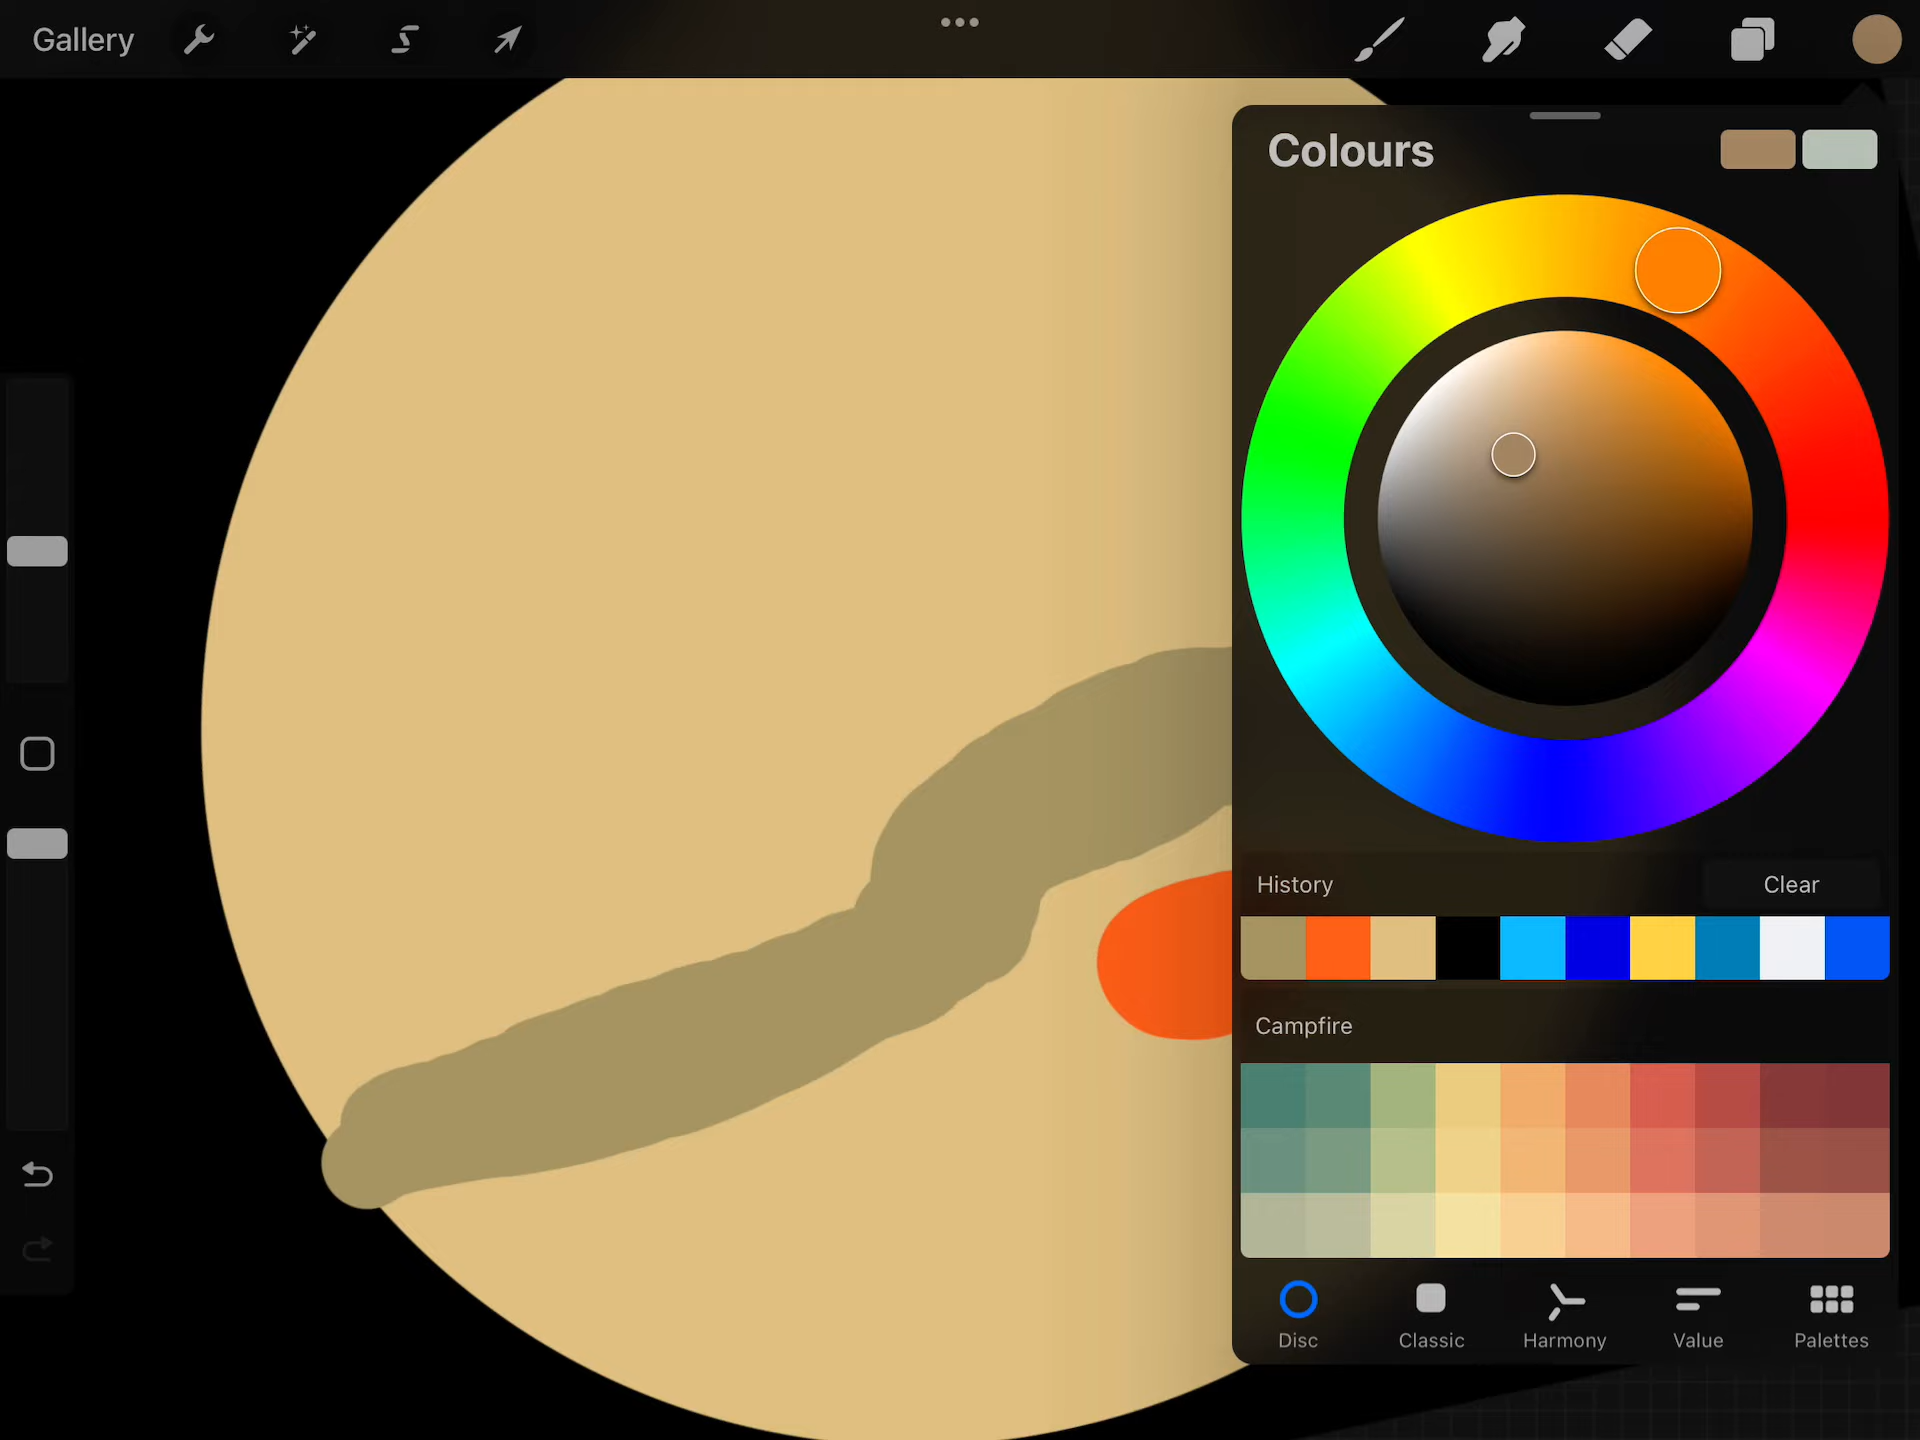 Gallery
Colours
History
Clear
Campfire
Disc
Classic
Harmony
Value
Palettes